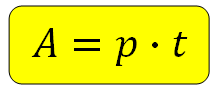 A = p · t